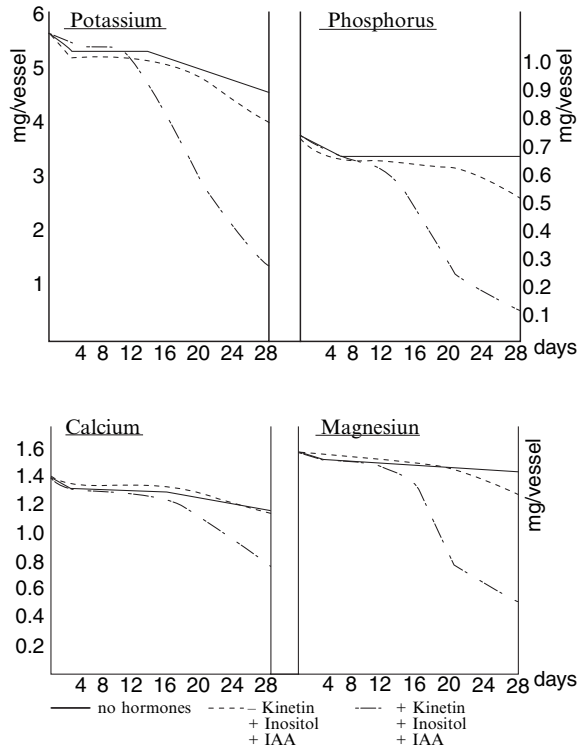 Potassium Phosphorus
6
5
4
3
2
1
mg/vessel
1.0
0.9
0.8
0.7
0.6
0.5
0.4
0.3
0.2
0.1
mg/vessel
4 8 12 16 20 24 28 4 8 12 16 20 24 28 days
Calcium Magnesiun
1.6
1.4
1.2
1.0
0.8
0.6
0.4
0.2
mg/vessel
4 8 12 16 20 24 28 4 8 12 16 20 24 28 days
no hormones – Kinetin + Kinetin
+ Inositol + Inositol
+ IAA + IAA